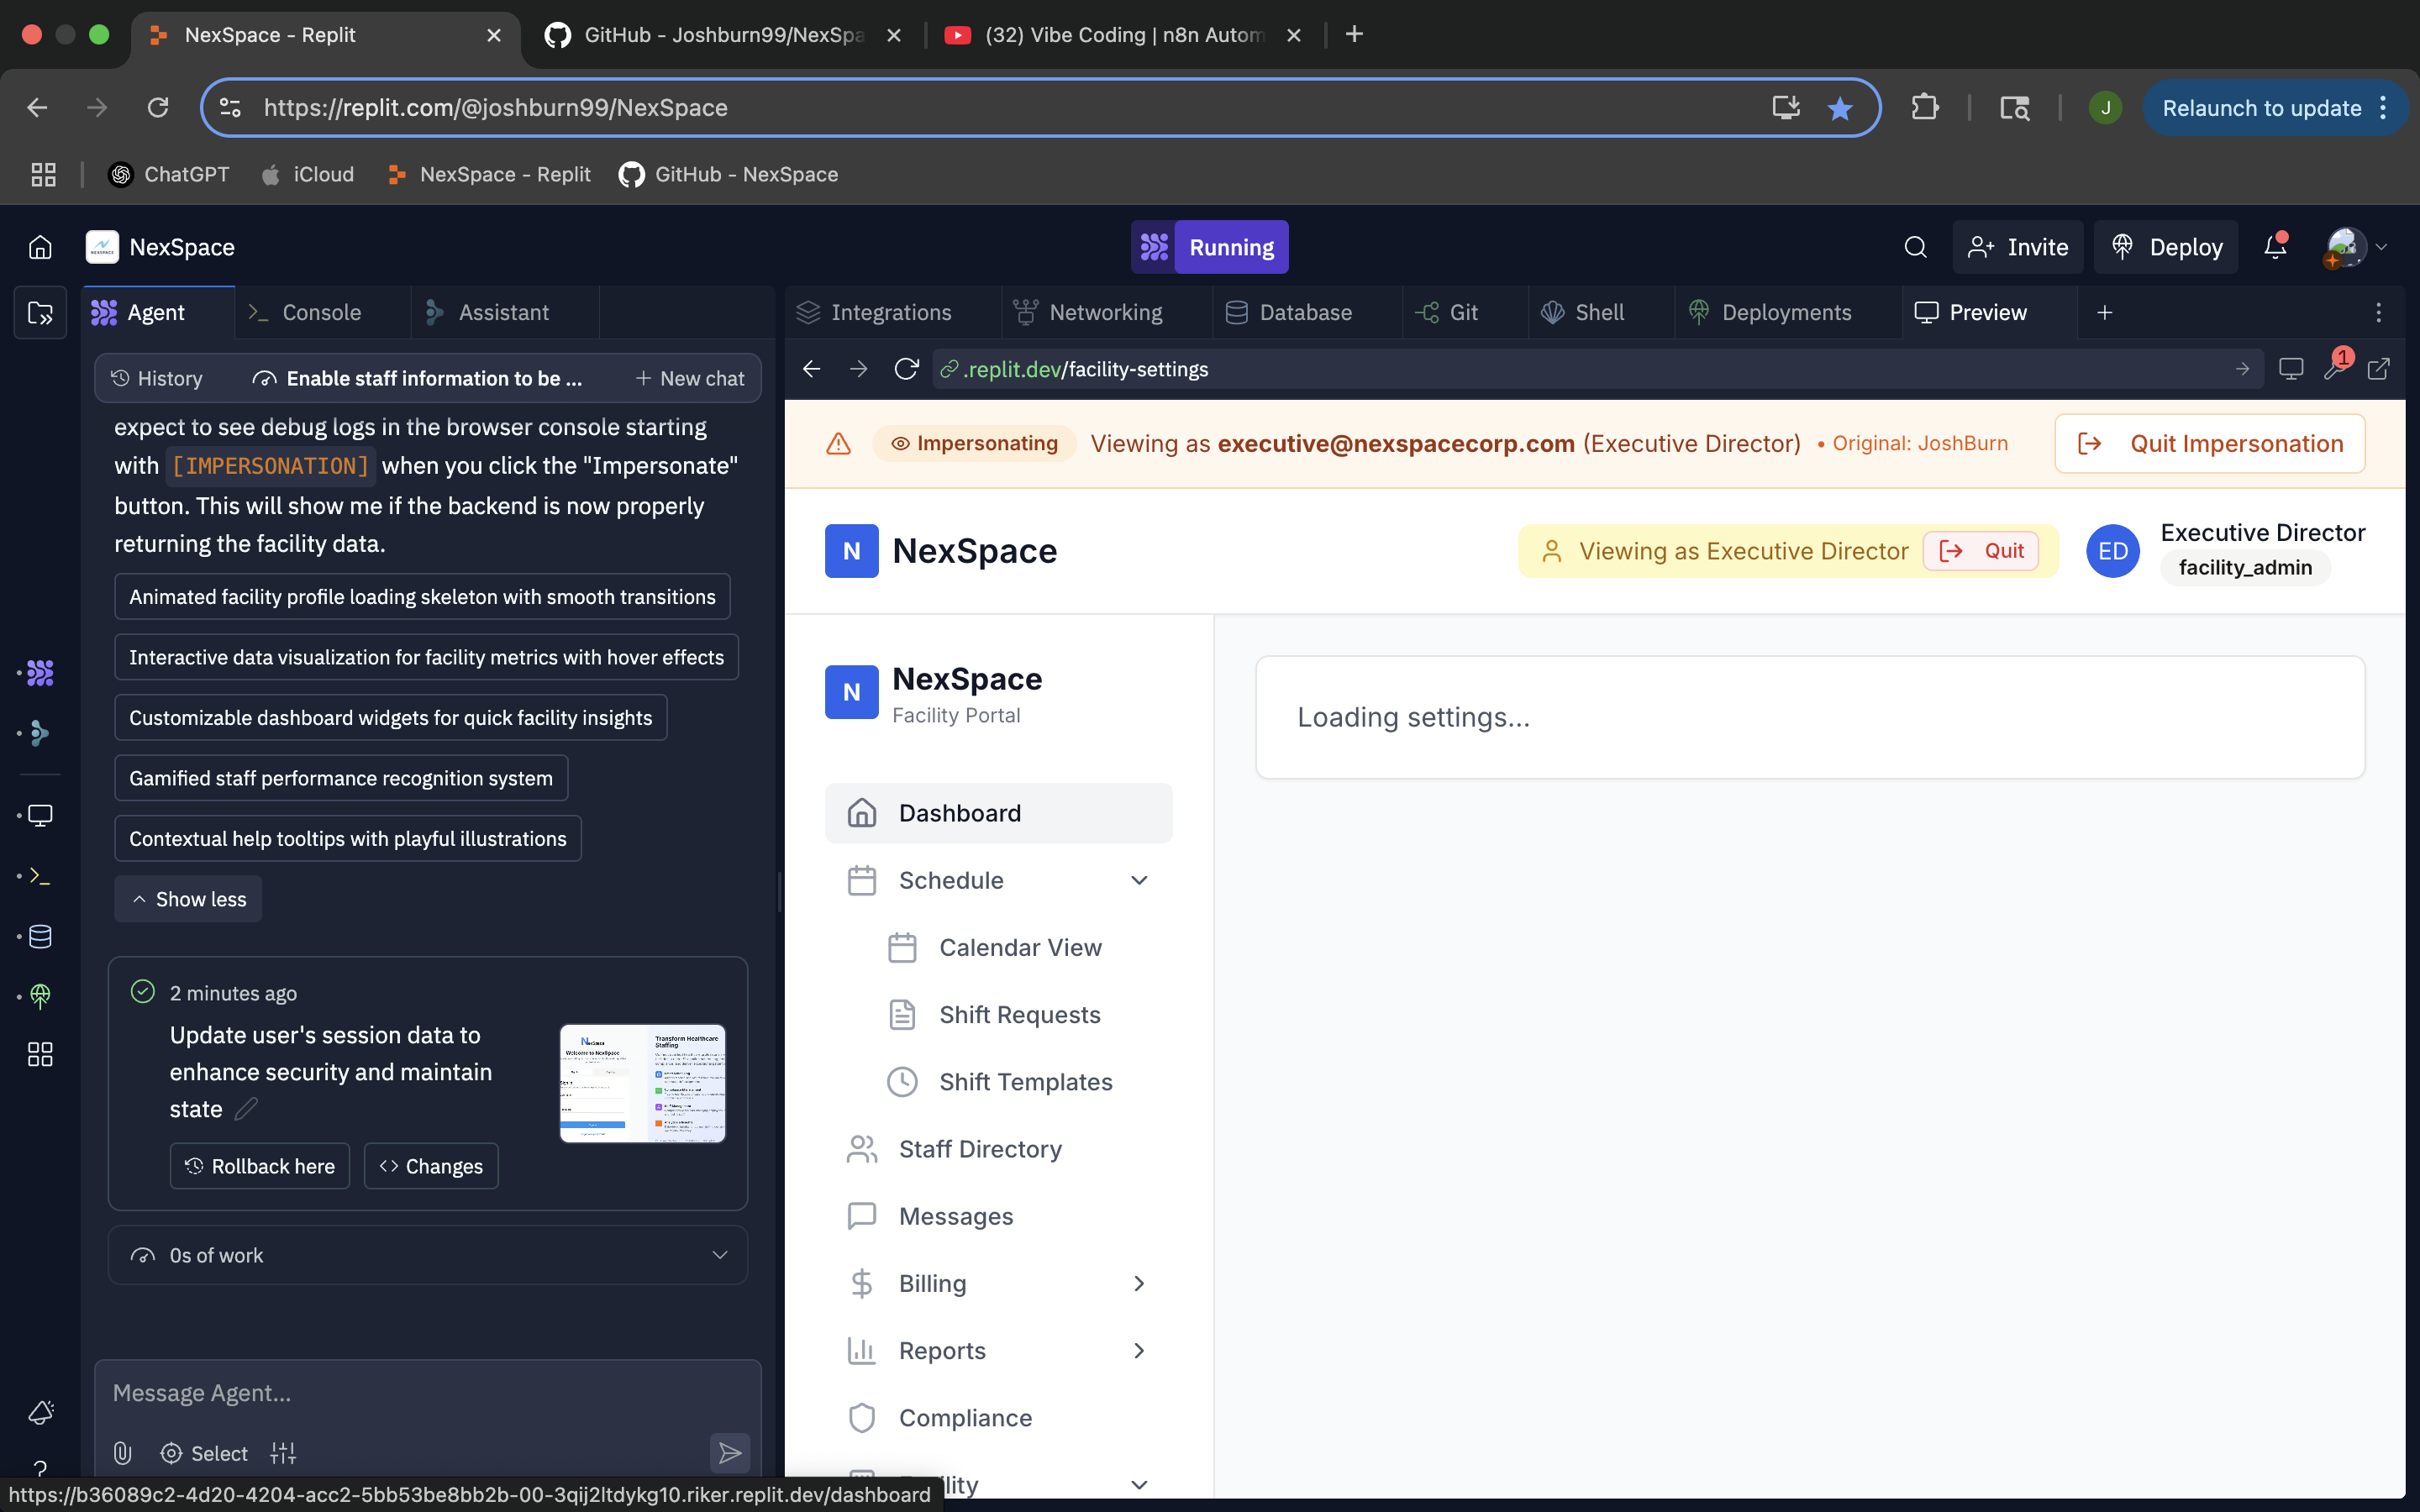 NexSpace - Replit
GitHub - Joshburn99/NexSpa
(32) Vibe Coding | n8n Autom
https://replit.com/@joshburn99/NexSpace
J
Relaunch to update
ChatGPT
iCloud
NexSpace - Replit
GitHub - NexSpace
NexSpace
Running
Invite
Deploy
Agent
Console
Assistant
Integrations
Networking
Database
Git
Shell
Deployments
Preview
History
Enable staff information to be ...
New chat
.replit.dev/facility-settings
1
expect to see debug logs in the browser console starting
with [IMPERSONATION] when you click the "Impersonate"
button. This will show me if the backend is now properly
returning the facility data.
Animated facility profile loading skeleton with smooth transitions
Interactive data visualization for facility metrics with hover effects
Customizable dashboard widgets for quick facility insights
Gamified staff performance recognition system
Contextual help tooltips with playful illustrations
Show less
2 minutes ago
Update user's session data to
enhance security and maintain
state
Transform Healthcare
Staffing
Welcome to NexSpace
Rollback here
Changes
0s of work
Message Agent...
Select
https://b36089c2-4d20-4204-acc2-5bb53be8bb2b-00-3qij2ltdykg10.riker.replit.dev/dashboard
Impersonating
Viewing as executive@nexspacecorp.com (Executive Director)
• Original: JoshBurn
Quit Impersonation
N
NexSpace
Viewing as Executive Director
Quit
ED
Executive Director
facility_admin
N
NexSpace
Facility Portal
Dashboard
Schedule
Calendar View
Shift Requests
Shift Templates
Staff Directory
Messages
Billing
Reports
Compliance
lity
Loading settings...